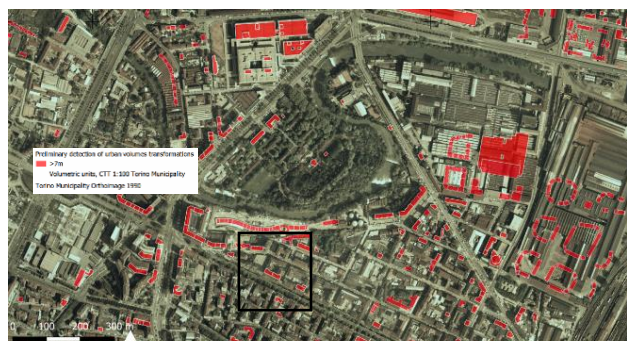 Preliminary detection of urban volumes transformations
>7m
Volumetric units, CTT 1:100 Torino Municipality
Torino Municipality Orthoimage 1990
0 100 200 300 m